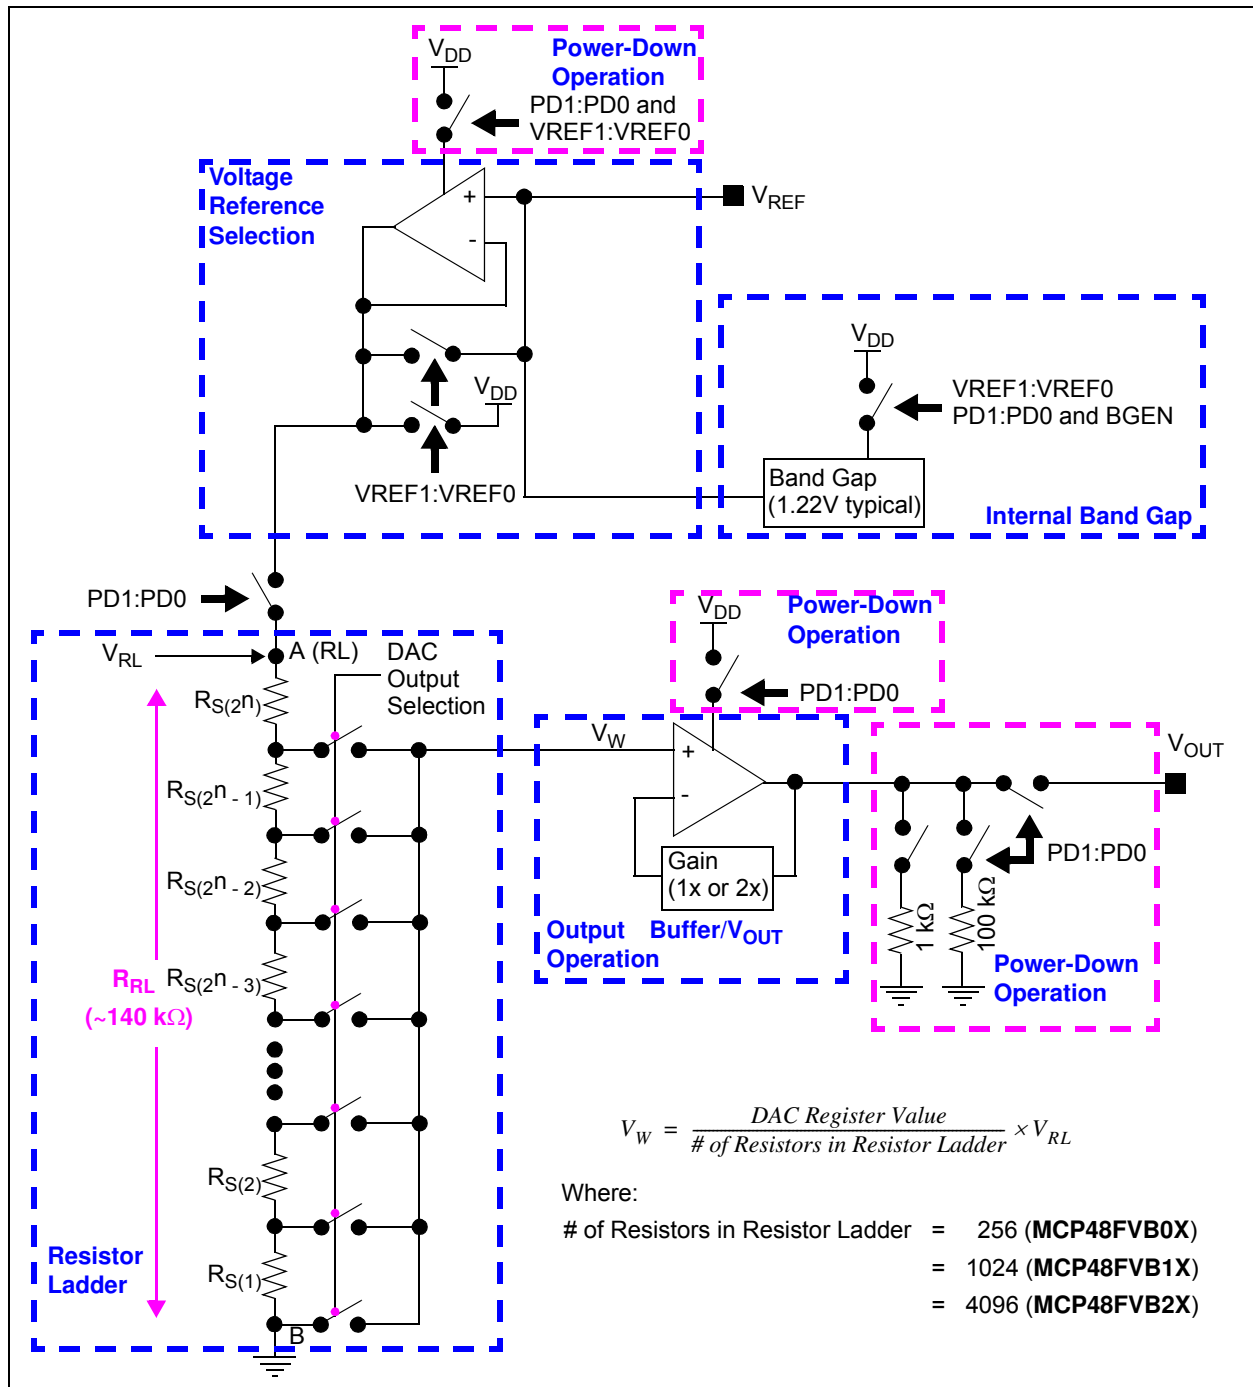 VDD
Power-Down
Operation
PD1:PD0 and
VREF1:VREF0
Voltage
Reference
Selection
+
-
VREF
VDD
VREF1:VREF0
VDD
VREF1:VREF0
PD1:PD0 and BGEN
Band Gap
(1.22V typical)
Internal Band Gap
PD1:PD0
VRL
A (RL)
DAC
Output
Selection
RS(2n)
RS(2n - 1)
RS(2n - 2)
RS(2n - 3)
RRL
(~140 kΩ)
RS(2)
RS(1)
Resistor
Ladder
B
VDD
Power-Down
Operation
PD1:PD0
VW
+
-
Gain
(1x or 2x)
Output Buffer/VOUT
Operation
VOUT
PD1:PD0
1 kΩ
100 kΩ
Power-Down
Operation
VW = DAC Register Value / # of Resistors in Resistor Ladder × VRL
Where:
# of Resistors in Resistor Ladder = 256 (MCP48FVB0X)
= 1024 (MCP48FVB1X)
= 4096 (MCP48FVB2X)